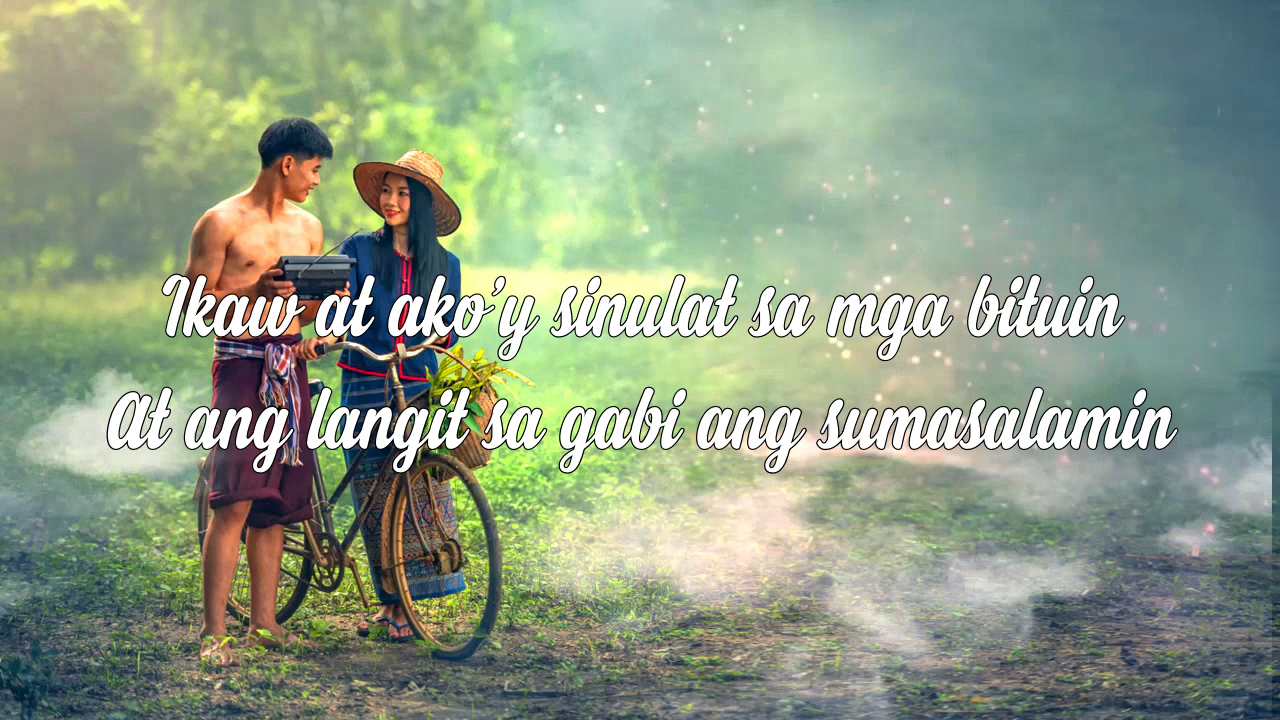 Ikaw at ako'y sinulat sa mga bituin
At ang langit sa gabi ang sumasalamin